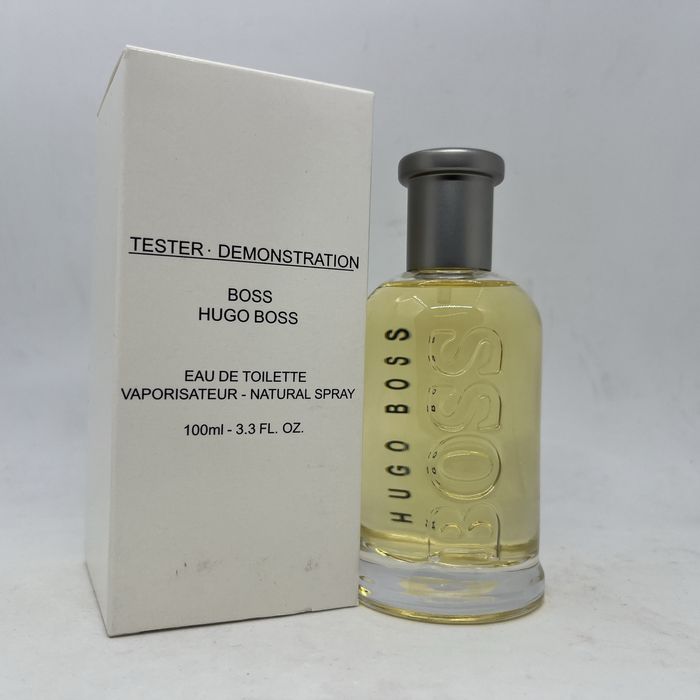 TESTER · DEMONSTRATION
BOSS
HUGO BOSS
EAU DE TOILETTE
VAPORISATEUR - NATURAL SPRAY
100ml - 3.3 FL. OZ.
HUGO BOSS
BOSS